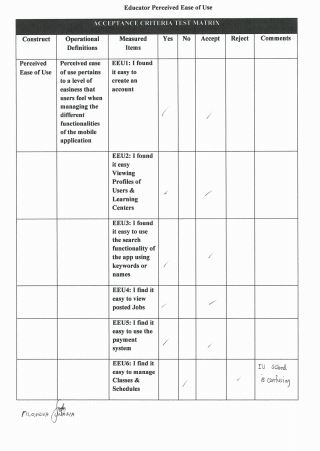 Educator Perceived Ease of Use
ACCEPTANCE CRITERIA TEST MATRIX
Construct Operational Definitions Measured Items Yes No Accept Reject Comments
Perceived Ease of Use
Perceived ease
of use pertains
to a level of
easiness that
users feel when
managing the
different
functionalities
of the mobile
application
EEU1: I found
it easy to
create an
account
EEU2: I found
it easy
Viewing
Profiles of
Users &
Learning
Centers
EEU3: I found
it easy to use
the search
functionality of
the app using
keywords or
names
EEU4: I find it
easy to view
posted Jobs
EEU5: I find it
easy to use the
payment
system
EEU6: I find it
easy to manage
Classes &
Schedules
is confusing